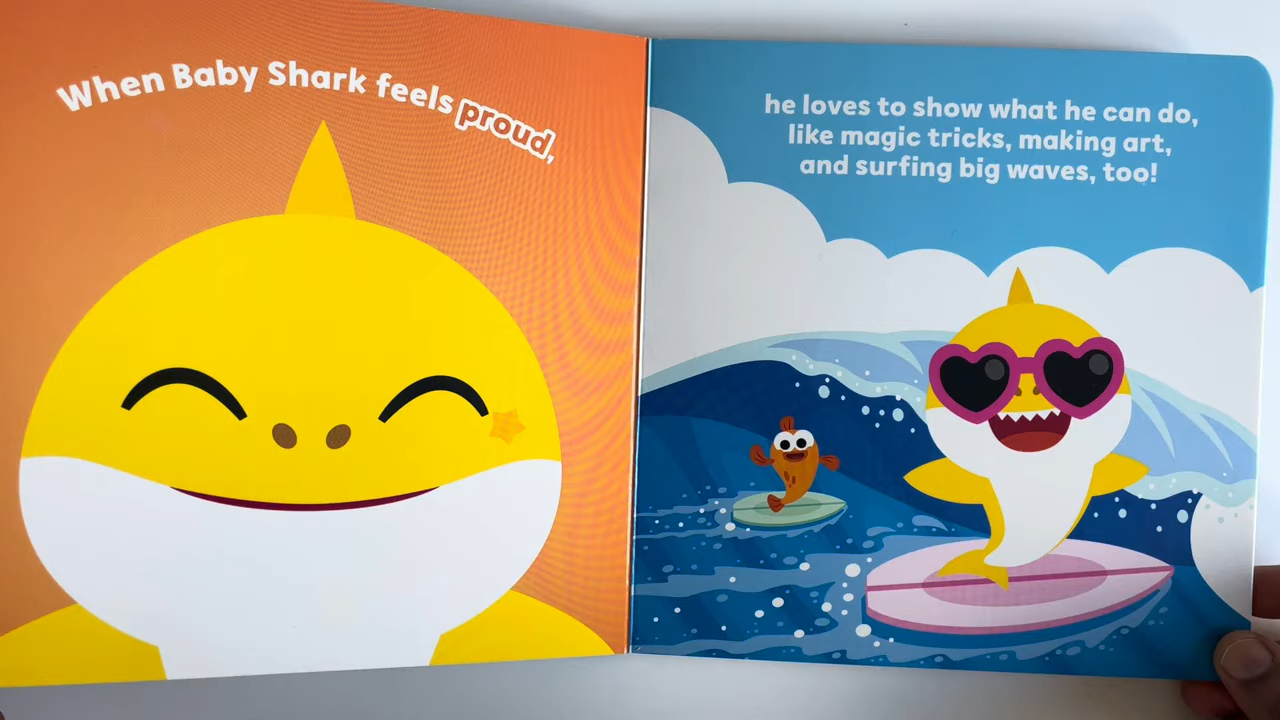 When Baby Shark feels proud,
he loves to show what he can do,
like magic tricks, making art,
and surfing big waves, too!